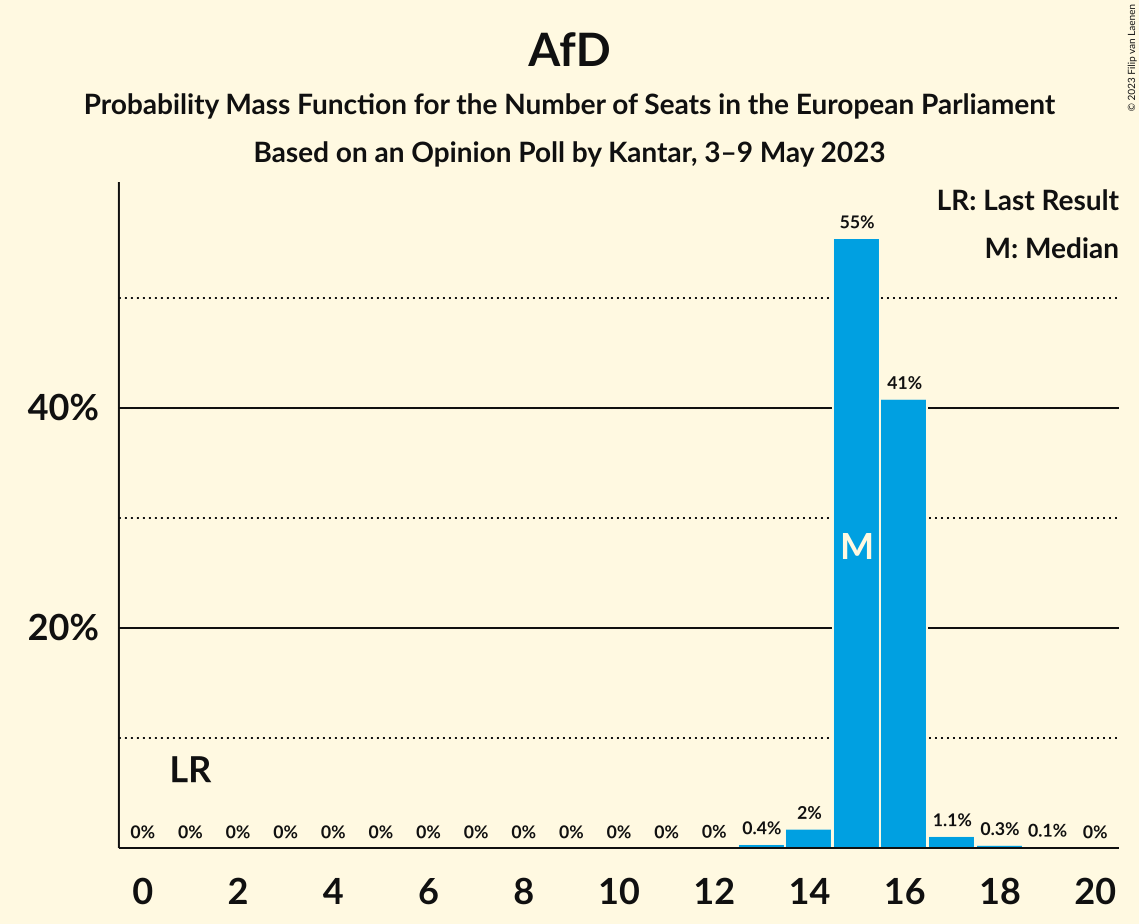 AfD
Probability Mass Function for the Number of Seats in the European Parliament
Based on an Opinion Poll by Kantar, 3–9 May 2023
© 2023 Filip van Laenen
LR: Last Result
M: Median
55%
41%
40%
M
20%
LR
0% 0% 0% 0% 0% 0% 0% 0% 0% 0% 0% 0% 0% 0.4% 2% 1.1% 0.3% 0.1% 0%
0 2 4 6 8 10 12 14 16 18 20